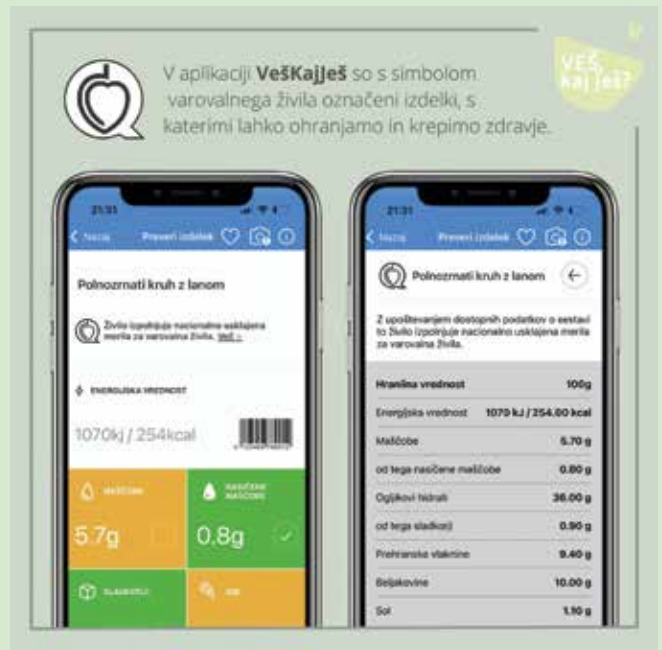 V aplikaciji VešKajJeš so s simbolom
varovalnega živila označeni izdelki, s
katerimi lahko ohranjamo in krepimo zdravje.
VEŠ,
kaj ješ?
21:31
Nazaj Preveri izdelek
Polnozrnati kruh z lanom
Živilo izpolnjuje nacionalno usklajena
merila za varovalna živila. Več >
ENERGIJSKA VREDNOST
1070kj / 254kcal
MAŠČOBE
5.7g
NASIČENE
MAŠČOBE
0.8g
SLADKORJI
SOL
21:31
Nazaj Preveri izdelek
Polnozrnati kruh z lanom
Z upoštevanjem dostopnih podatkov o sestavi
to živilo izpolnjuje nacionalno usklajena merila
za varovalna živila.
Hranilna vrednost 100g
Energijska vrednost 1070 kJ / 254.00 kcal
Maščobe 5.70 g
od tega nasičene maščobe 0.80 g
Ogljikovi hidrati 36.00 g
od tega sladkorji 0.90 g
Prehranske vlaknine 9.40 g
Beljakovine 10.00 g
Sol 1.10 g